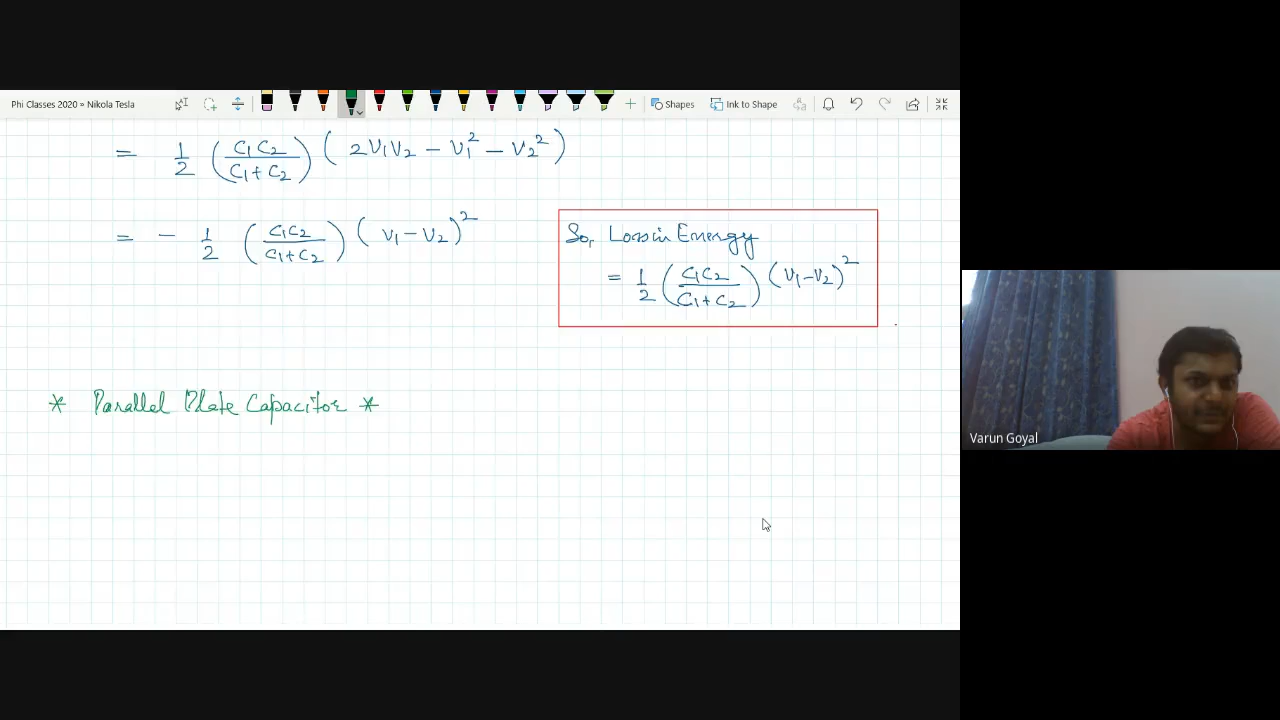 Phi Classes 2020 » Nikola Tesla
Shapes
Ink to Shape
= 1/2 (C₁C₂/C₁+C₂) (2V₁V₂ − V₁² − V₂²)
= − 1/2 (C₁C₂/C₁+C₂) (V₁−V₂)²
So, Loss in Energy
= 1/2 (C₁C₂/C₁+C₂) (V₁−V₂)²
* Parallel Plate Capacitor *
Varun Goyal